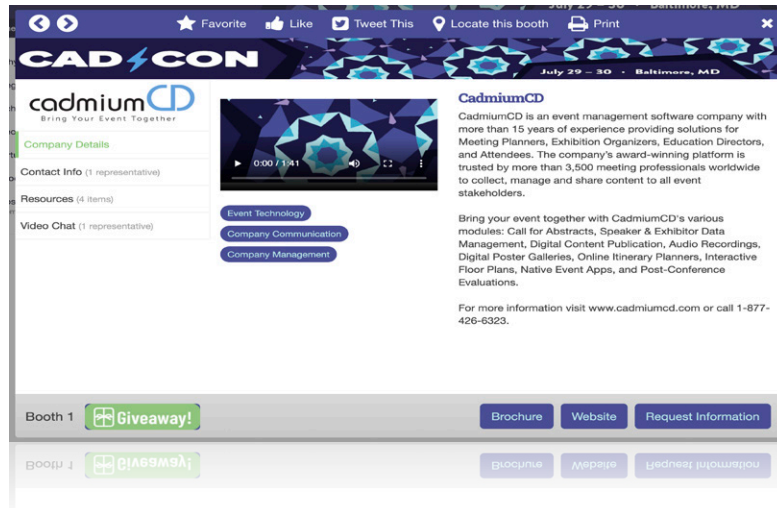 July 29 – 30 · Baltimore, MD
Favorite Like Tweet This Locate this booth Print
CAD CON
July 29 – 30 · Baltimore, MD
cadmiumCD
Bring Your Event Together
Company Details
Contact Info (1 representative)
Resources (4 items)
Video Chat (1 representative)
0:00 / 1:41
Event Technology
Company Communication
Company Management
CadmiumCD
CadmiumCD is an event management software company with
more than 15 years of experience providing solutions for
Meeting Planners, Exhibition Organizers, Education Directors,
and Attendees. The company's award-winning platform is
trusted by more than 3,500 meeting professionals worldwide
to collect, manage and share content to all event
stakeholders.
Bring your event together with CadmiumCD's various
modules: Call for Abstracts, Speaker & Exhibitor Data
Management, Digital Content Publication, Audio Recordings,
Digital Poster Galleries, Online Itinerary Planners, Interactive
Floor Plans, Native Event Apps, and Post-Conference
Evaluations.
For more information visit www.cadmiumcd.com or call 1-877-
426-6323.
Booth 1 Giveaway! Brochure Website Request Information